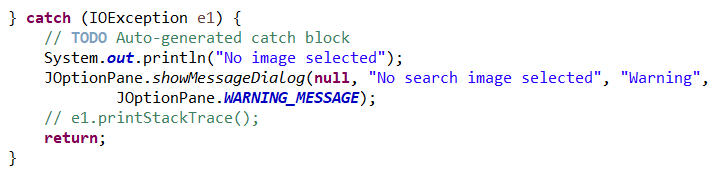 } catch (IOException e1) {
    // TODO Auto-generated catch block
    System.out.println("No image selected");
    JOptionPane.showMessageDialog(null, "No search image selected", "Warning",
            JOptionPane.WARNING_MESSAGE);
    // e1.printStackTrace();
    return;
}